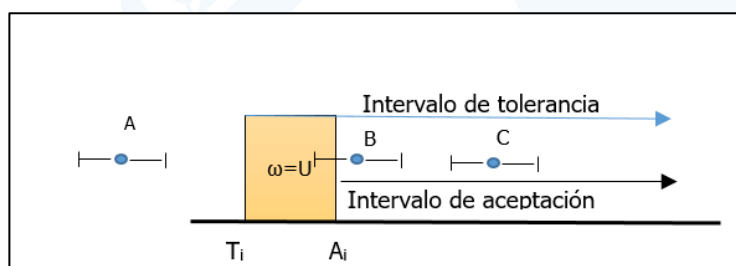 Intervalo de tolerancia
A
B
C
ω=U
Intervalo de aceptación
Ti
Ai